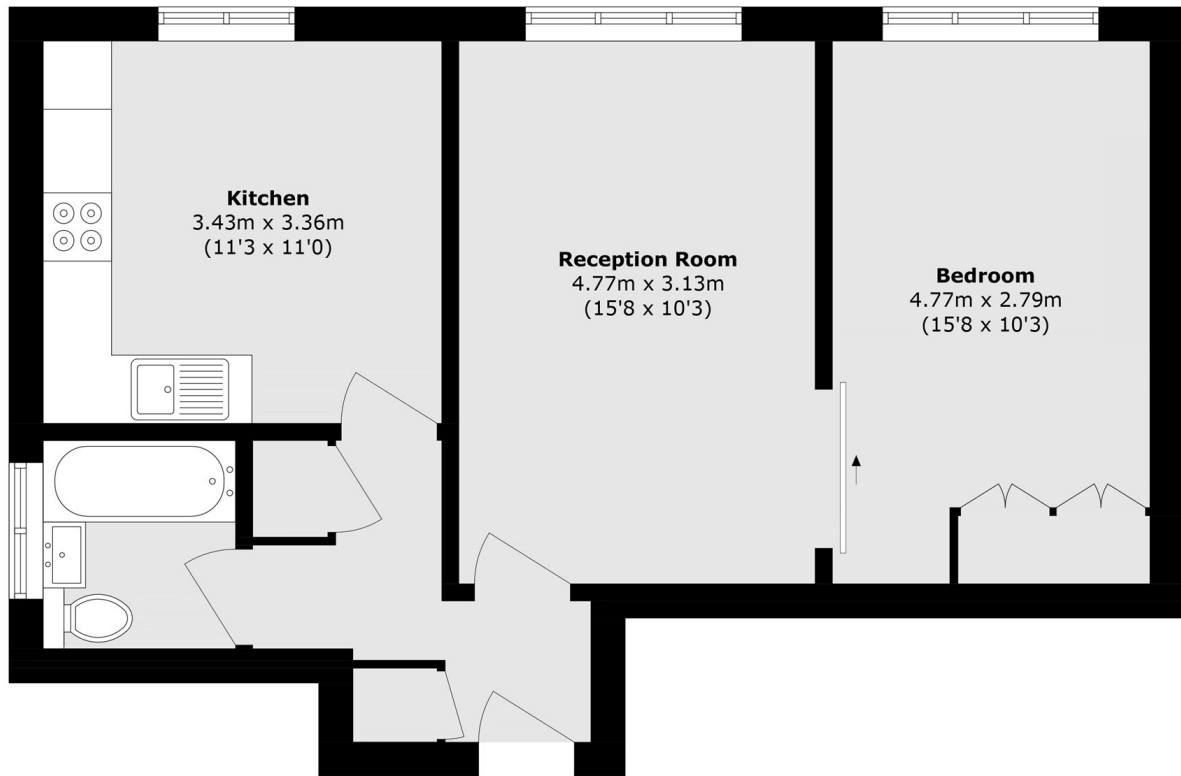 Kitchen
3.43m x 3.36m
(11'3 x 11'0)
Reception Room
4.77m x 3.13m
(15'8 x 10'3)
Bedroom
4.77m x 2.79m
(15'8 x 10'3)